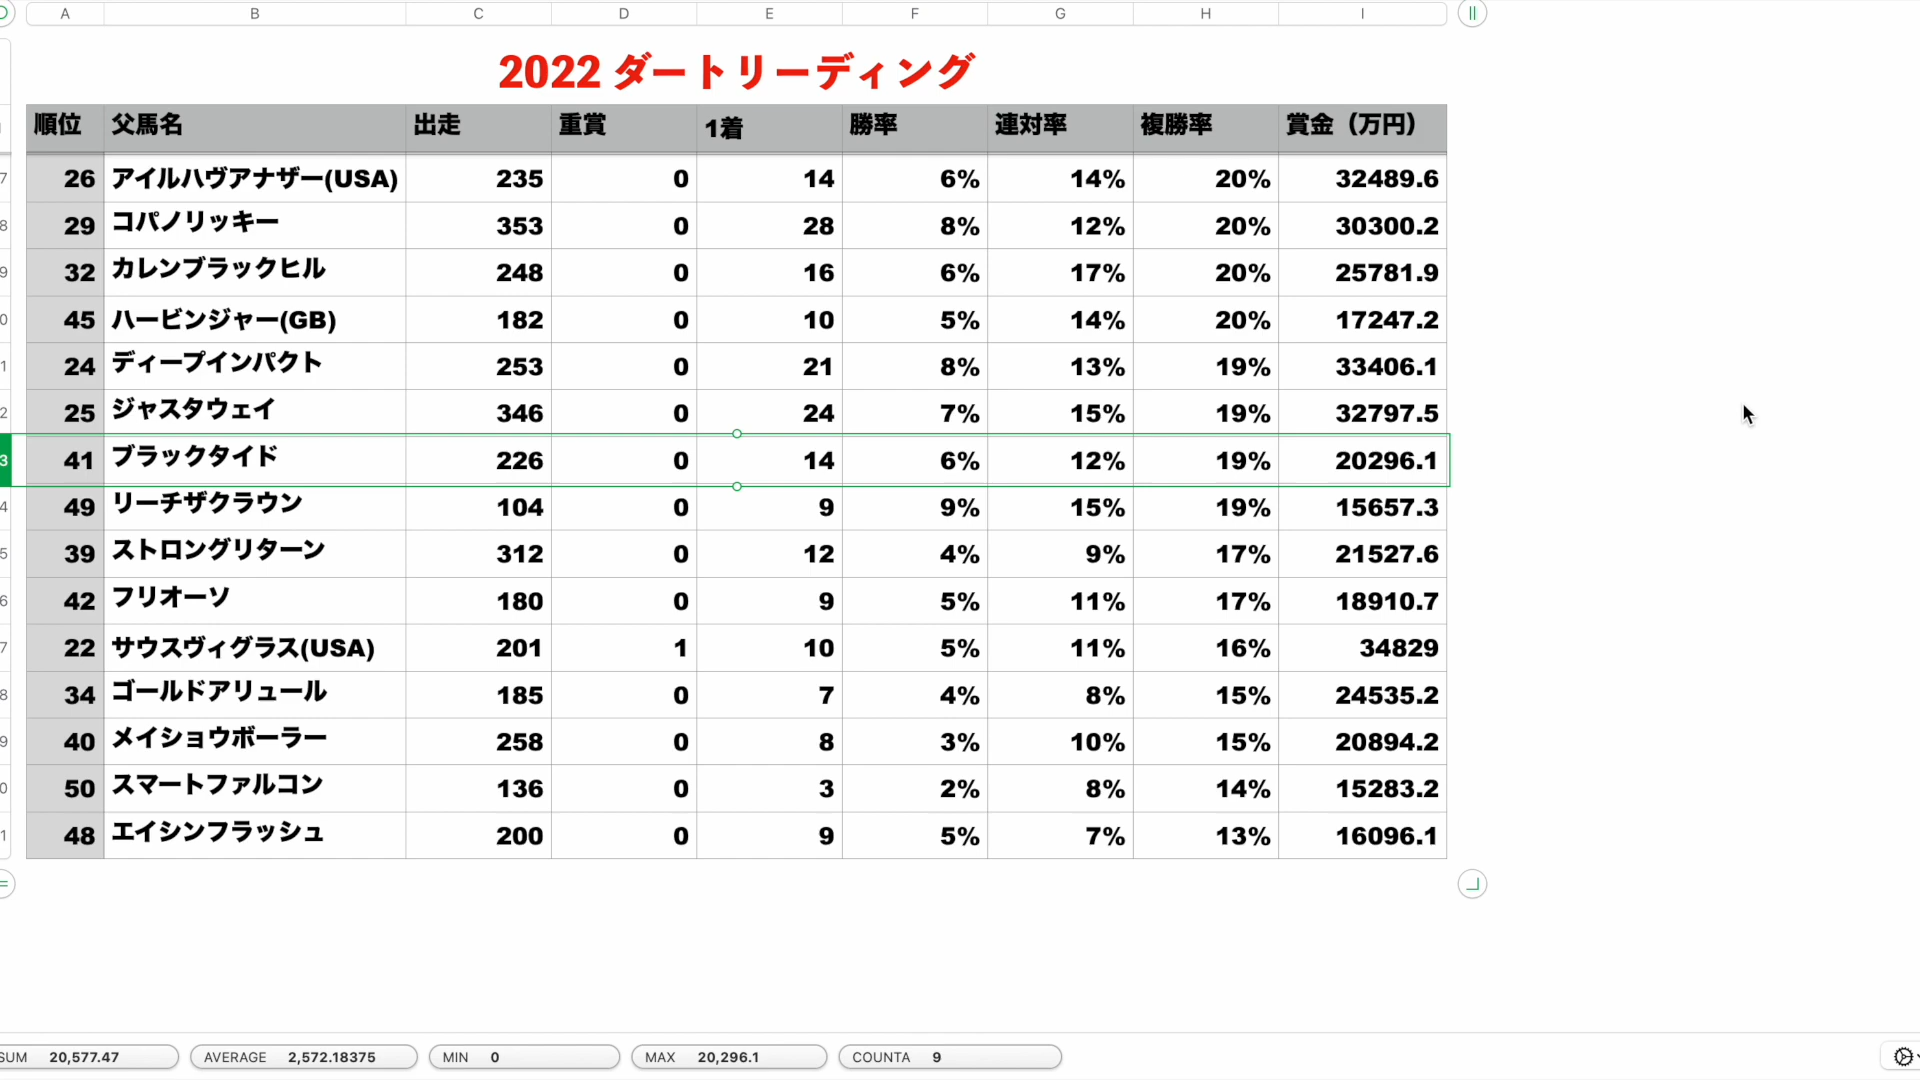 A B C D E F G H I
2022 ダートリーディング
順位 父馬名 出走 重賞 1着 勝率 連対率 複勝率 賞金（万円）
7 26 アイルハヴアナザー(USA) 235 0 14 6% 14% 20% 32489.6
8 29 コパノリッキー 353 0 28 8% 12% 20% 30300.2
9 32 カレンブラックヒル 248 0 16 6% 17% 20% 25781.9
0 45 ハービンジャー(GB) 182 0 10 5% 14% 20% 17247.2
1 24 ディープインパクト 253 0 21 8% 13% 19% 33406.1
2 25 ジャスタウェイ 346 0 24 7% 15% 19% 32797.5
3 41 ブラックタイド 226 0 14 6% 12% 19% 20296.1
4 49 リーチザクラウン 104 0 9 9% 15% 19% 15657.3
5 39 ストロングリターン 312 0 12 4% 9% 17% 21527.6
6 42 フリオーソ 180 0 9 5% 11% 17% 18910.7
7 22 サウスヴィグラス(USA) 201 1 10 5% 11% 16% 34829
8 34 ゴールドアリュール 185 0 7 4% 8% 15% 24535.2
9 40 メイショウボーラー 258 0 8 3% 10% 15% 20894.2
0 50 スマートファルコン 136 0 3 2% 8% 14% 15283.2
1 48 エイシンフラッシュ 200 0 9 5% 7% 13% 16096.1
SUM 20,577.47 AVERAGE 2,572.18375 MIN 0 MAX 20,296.1 COUNTA 9